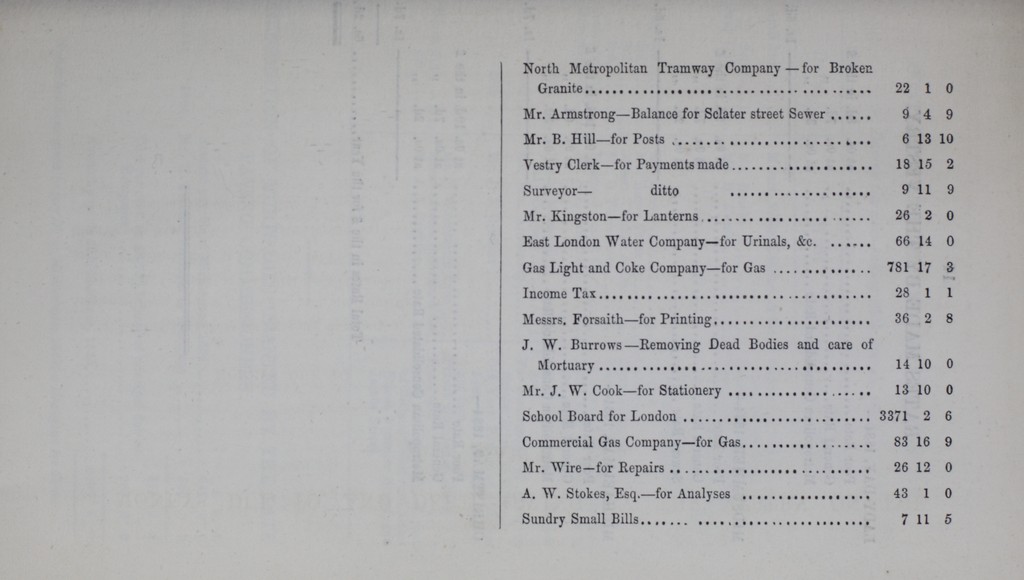 North Metropolitan Tramway Company — for Broken
Granite........................................ 22 1 0
Mr. Armstrong—Balance for Sclater street Sewer ...... 9 4 9
Mr. B. Hill—for Posts ........................ 6 13 10
Vestry Clerk—for Payments made .................... 18 15 2
Surveyor— ditto .................... 9 11 9
Mr. Kingston—for Lanterns ........................ 26 2 0
East London Water Company—for Urinals, &c. ...... 66 14 0
Gas Light and Coke Company—for Gas .............. 781 17 3
Income Tax...................................... 28 1 1
Messrs. Forsaith—for Printing...................... 36 2 8
J. W. Burrows—Removing Dead Bodies and care of
Mortuary ...................................... 14 10 0
Mr. J. W. Cook—for Stationery .................... 13 10 0
School Board for London .......................... 3371 2 6
Commercial Gas Company—for Gas.................. 83 16 9
Mr. Wire—for Repairs ............................ 26 12 0
A. W. Stokes, Esq.—for Analyses .................. 43 1 0
Sundry Small Bills....... ........................ 7 11 5